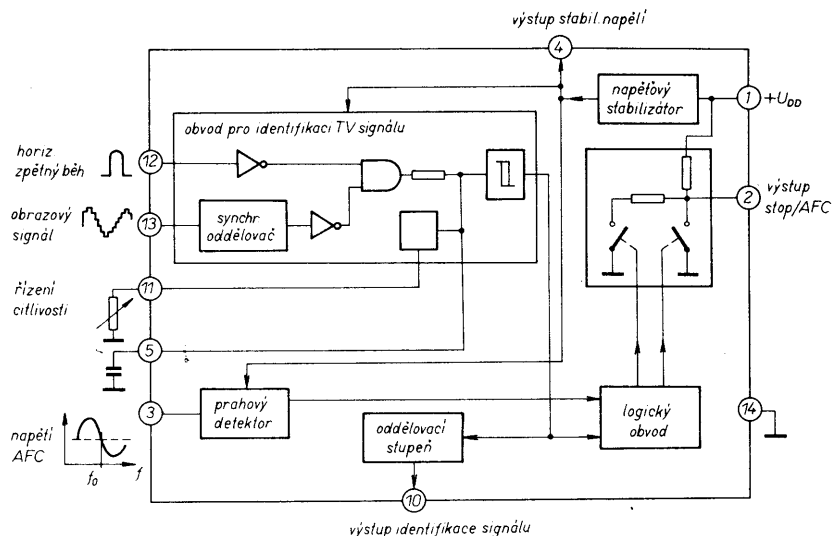 výstup stabil. napětí
4
napěťový
stabilizátor
1
+U_DD
obvod pro identifikaci TV signálu
horiz.
zpětný běh
12
obrazový
signál
13
synchr.
oddělovač
2
výstup
stop/AFC
řízení
citlivosti
11
5
3
prahový
detektor
napětí
AFC
f_o
f
oddělovací
stupeň
logický
obvod
14
10
výstup identifikace signálu